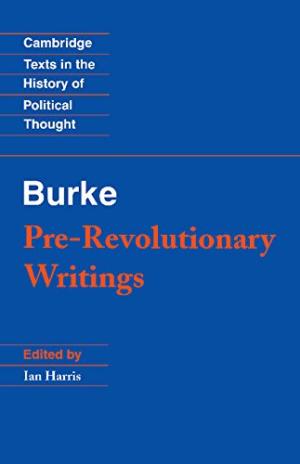 Cambridge
Texts in the
History of
Political
Thought
Burke
Pre-Revolutionary
Writings
Edited by
Ian Harris